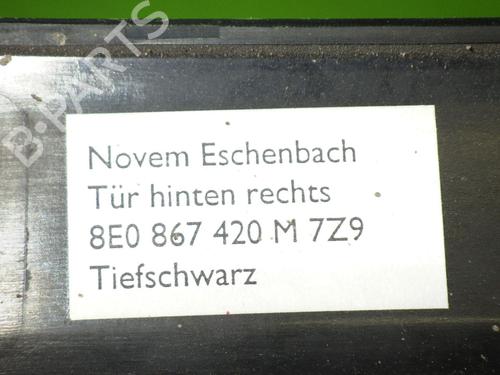 B-PARTS
Novem Eschenbach
Tür hinten rechts
8E0 867 420 M 7Z9
Tiefschwarz